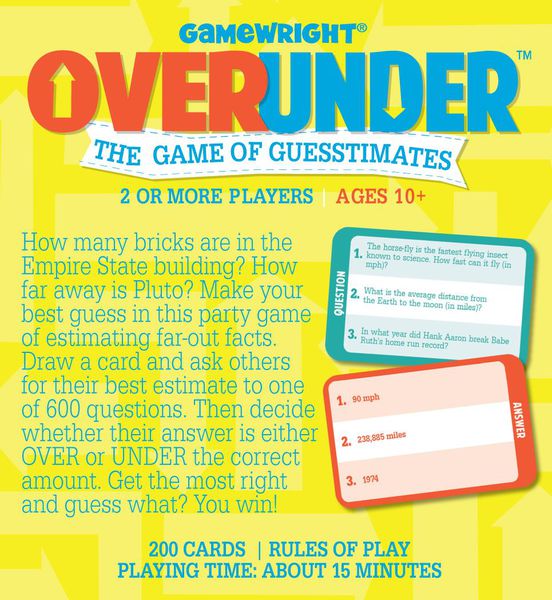 GAMEWRIGHT®
OVERUNDER™
THE GAME OF GUESSTIMATES
2 OR MORE PLAYERS | AGES 10+
How many bricks are in the
Empire State building? How
far away is Pluto? Make your
best guess in this party game
of estimating far-out facts.
Draw a card and ask others
for their best estimate to one
of 600 questions. Then decide
whether their answer is either
OVER or UNDER the correct
amount. Get the most right
and guess what? You win!
QUESTION
1. The horse-fly is the fastest flying insect
known to science. How fast can it fly (in
mph)?
2. What is the average distance from
the Earth to the moon (in miles)?
3. In what year did Hank Aaron break Babe
Ruth's home run record?
ANSWER
1. 90 mph
2. 238,885 miles
3. 1974
200 CARDS | RULES OF PLAY
PLAYING TIME: ABOUT 15 MINUTES